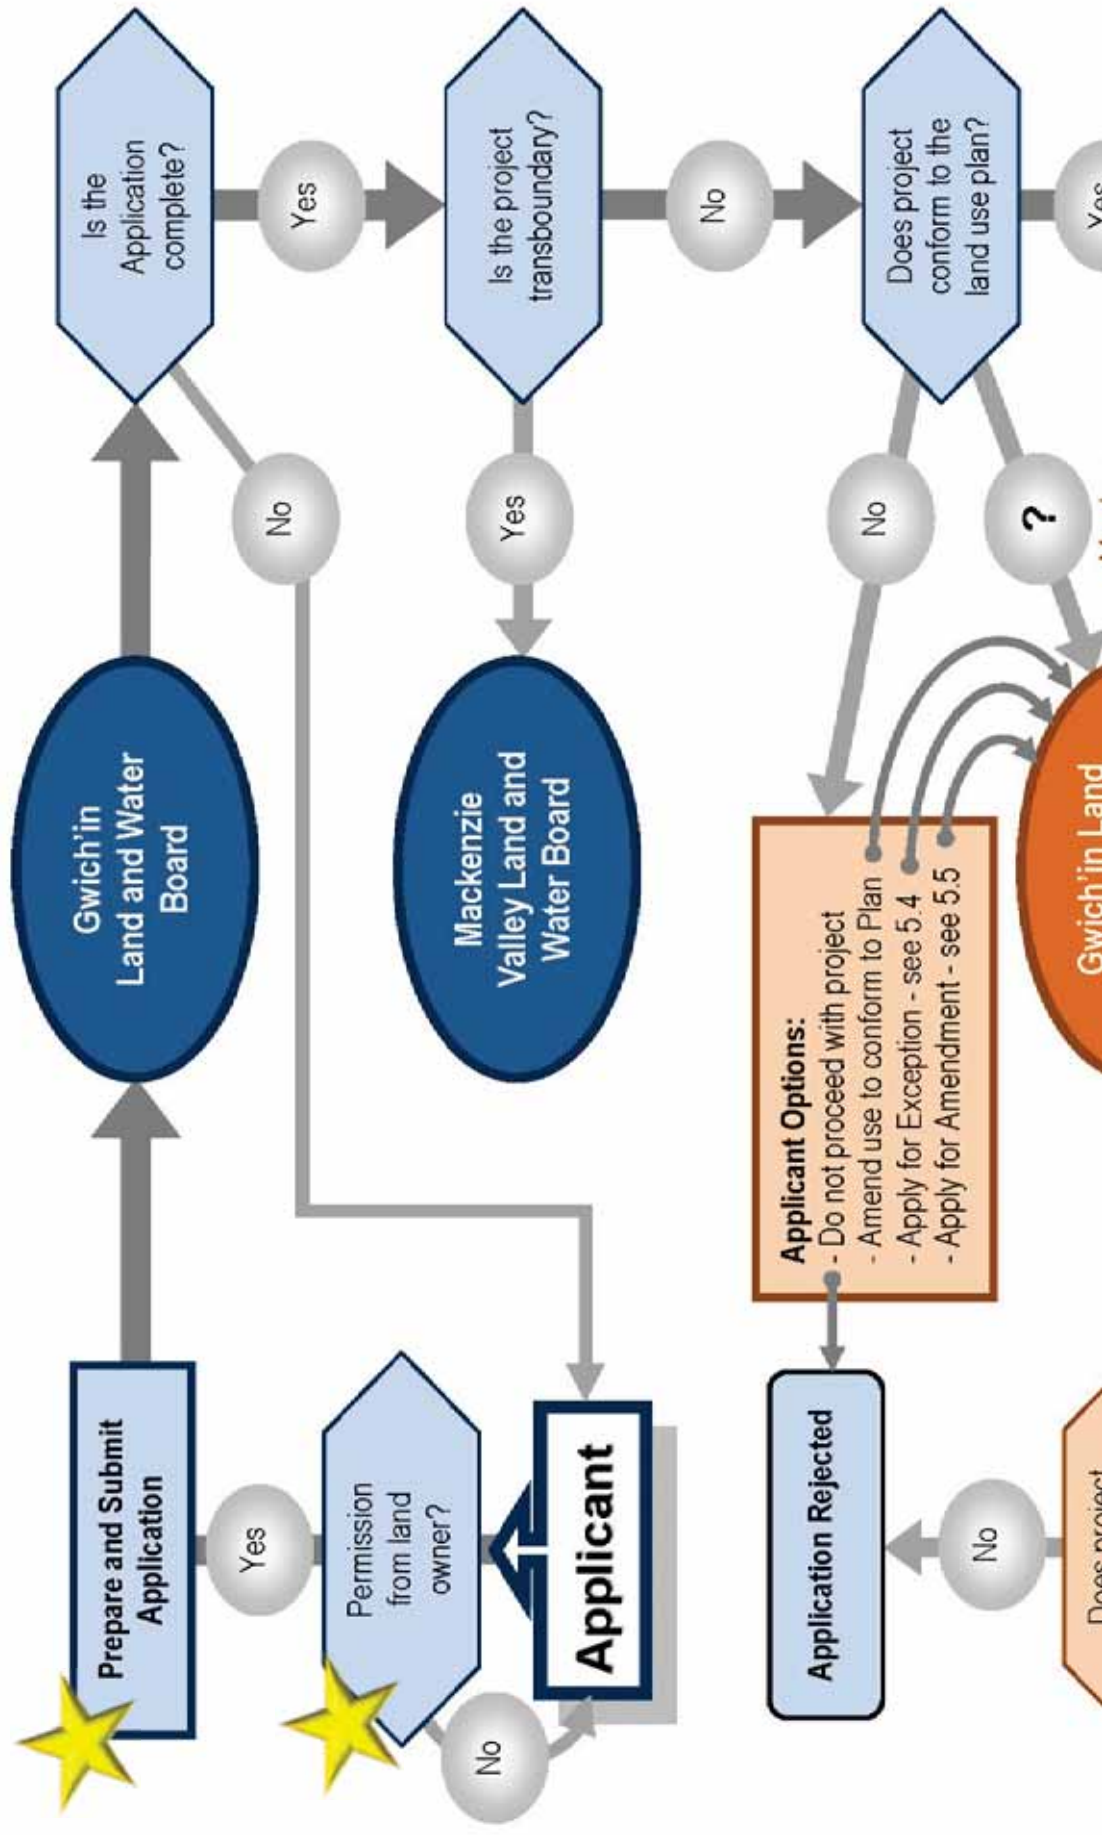 Prepare and Submit
Application
Gwich'in
Land and Water
Board
Is the
Application
complete?
Yes
No
Yes
Permission
from land
owner?
No
Applicant
Mackenzie
Valley Land and
Water Board
Yes
Is the project
transboundary?
No
Application Rejected
Applicant Options:
- Do not proceed with project
- Amend use to conform to Plan
- Apply for Exception - see 5.4
- Apply for Amendment - see 5.5
No
?
Does project
conform to the
land use plan?
Yes
No
Does project
Gwich'in Land